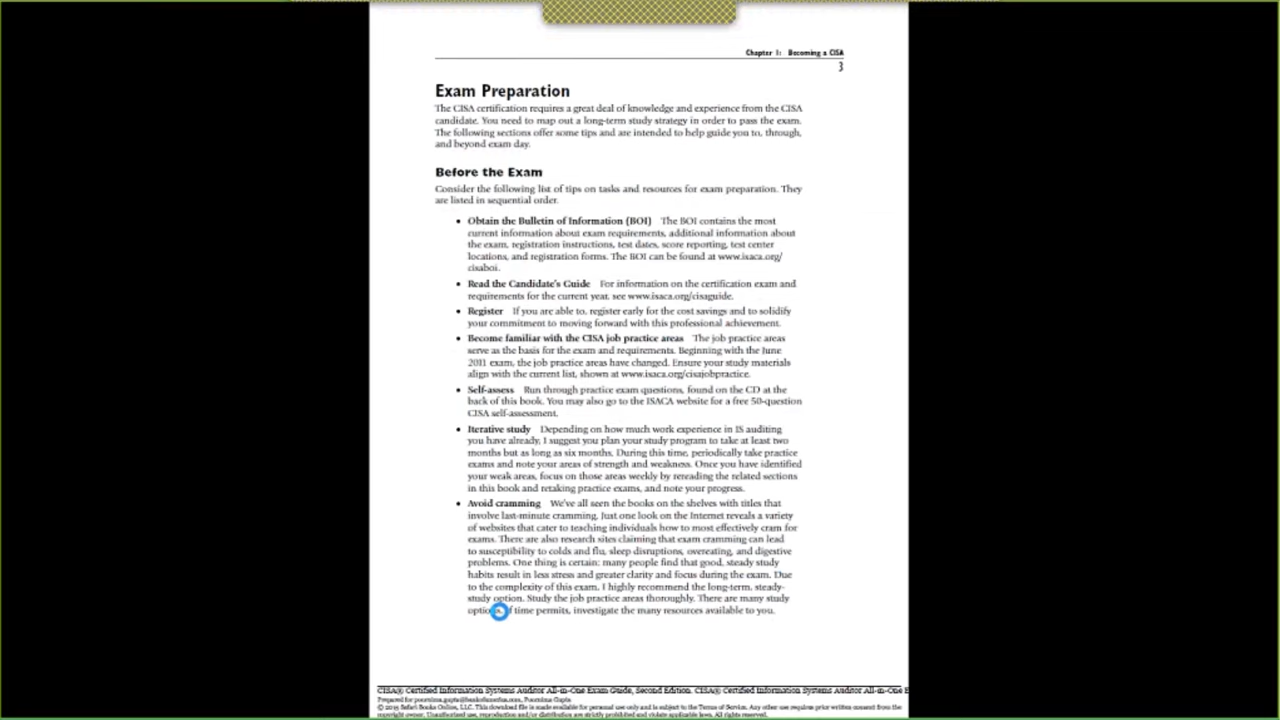 Chapter 1: Becoming a CISA
3
Exam Preparation
The CISA certification requires a great deal of knowledge and experience from the CISA
candidate. You need to map out a long-term study strategy in order to pass the exam.
The following sections offer some tips and are intended to help guide you to, through,
and beyond exam day.
Before the Exam
Consider the following list of tips on tasks and resources for exam preparation. They
are listed in sequential order.
• Obtain the Bulletin of Information (BOI) The BOI contains the most
current information about exam requirements, additional information about
the exam, registration instructions, test dates, score reporting, test center
locations, and registration forms. The BOI can be found at www.isaca.org/
cisaboi.
• Read the Candidate's Guide For information on the certification exam and
requirements for the current year, see www.isaca.org/cisaguide.
• Register If you are able to, register early for the cost savings and to solidify
your commitment to moving forward with this professional achievement.
• Become familiar with the CISA job practice areas The job practice areas
serve as the basis for the exam and requirements. Beginning with the June
2011 exam, the job practice areas have changed. Ensure your study materials
align with the current list, shown at www.isaca.org/cisajobpractice.
• Self-assess Run through practice exam questions, found on the CD at the
back of this book. You may also go to the ISACA website for a free 50-question
CISA self-assessment.
• Iterative study Depending on how much work experience in IS auditing
you have already, I suggest you plan your study program to take at least two
months but as long as six months. During this time, periodically take practice
exams and note your areas of strength and weakness. Once you have identified
your weak areas, focus on those areas weekly by rereading the related sections
in this book and retaking practice exams, and note your progress.
• Avoid cramming We've all seen the books on the shelves with titles that
involve last-minute cramming. Just one look on the Internet reveals a variety
of websites that cater to teaching individuals how to most effectively cram for
exams. There are also research sites claiming that exam cramming can lead
to susceptibility to colds and flu, sleep disruptions, overeating, and digestive
problems. One thing is certain: many people find that good, steady study
habits result in less stress and greater clarity and focus during the exam. Due
to the complexity of this exam, I highly recommend the long-term, steady-
study option. Study the job practice areas thoroughly. There are many study
options. If time permits, investigate the many resources available to you.
CISA® Certified Information Systems Auditor All-in-One Exam Guide, Second Edition. CISA® Certified Information Systems Auditor All-in-One E
Prepared for
© 2015 Safari Books Online, LLC. This download file is made available for personal use only and is subject to the Terms of Service. Any other use requires prior written consent from the
copyright owner. Unauthorized use, reproduction and/or distribution are strictly prohibited and violate applicable laws. All rights reserved.